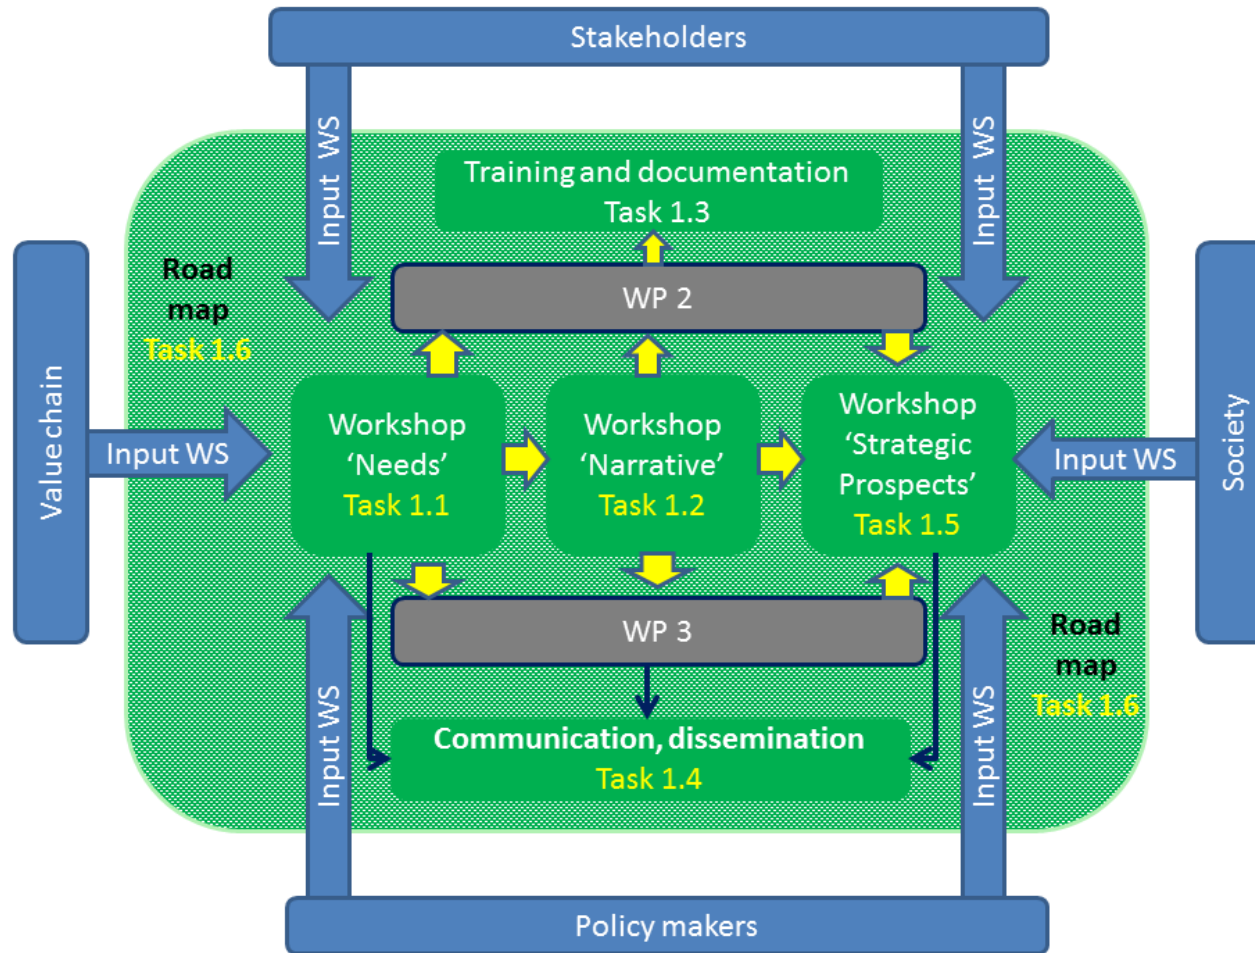 Stakeholders
Input WS
Input WS
Training and documentation
Task 1.3
Road
map
Task 1.6
WP 2
Value chain
Input WS
Workshop
'Needs'
Task 1.1
Workshop
'Narrative'
Task 1.2
Workshop
‘Strategic
Prospects’
Task 1.5
Input WS
Society
WP 3
Road
map
Task 1.6
Input WS
Input WS
Communication, dissemination
Task 1.4
Policy makers